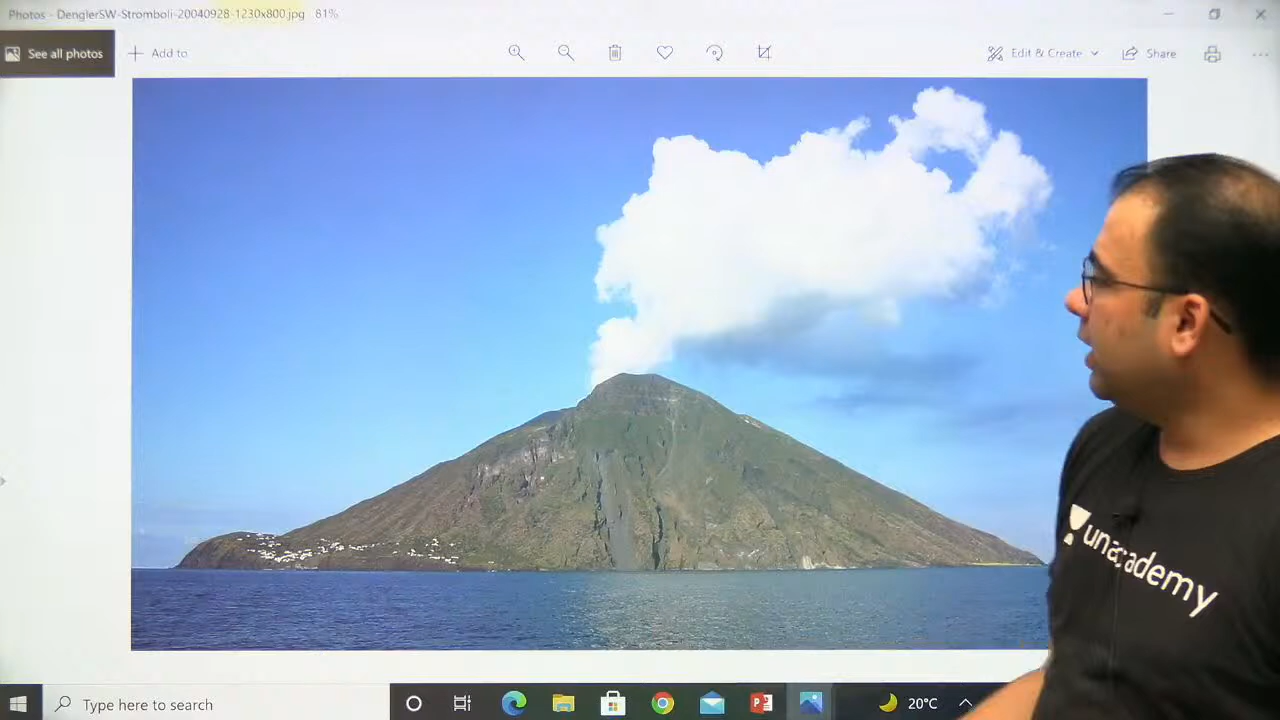 Photos - DenglerSW-Stromboli-20040928-1230x800.jpg 81%
See all photos
Add to
Edit & Create
Share
unacademy
Type here to search
20°C